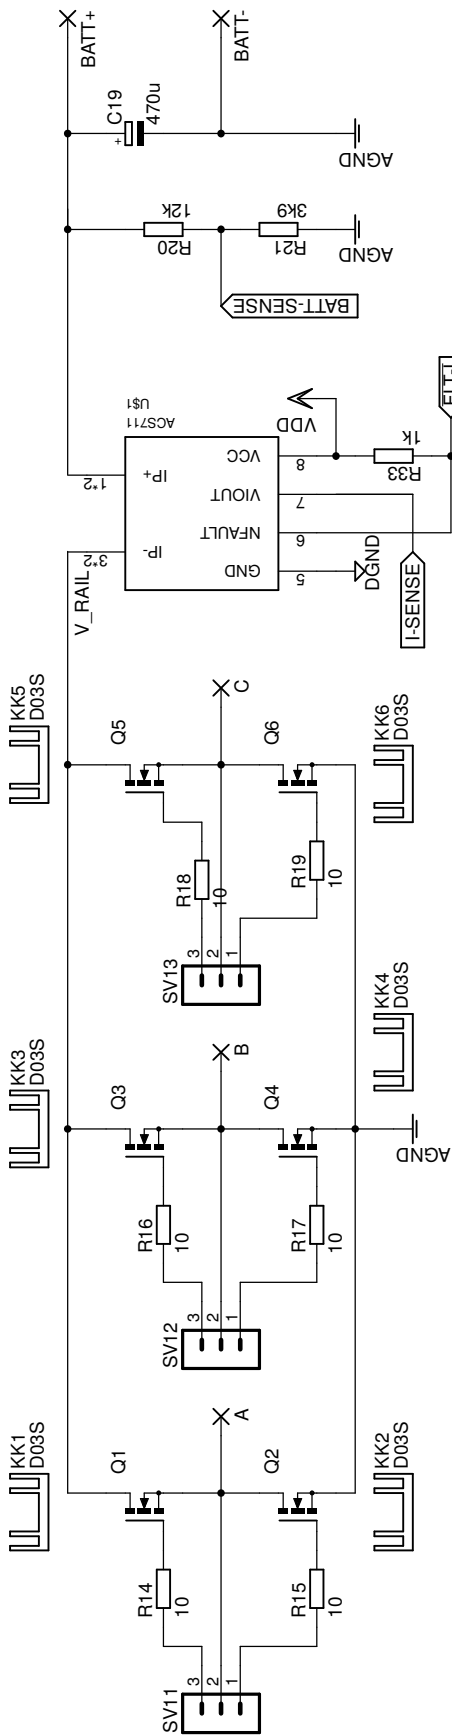 BATT+
BATT-
C19
470u
+
AGND
R20
12k
R21
3k9
AGND
BATT-SENSE
ACS711
U$1
IP+
IP-
VCC
VIOUT
NFAULT
GND
1*2
3*2
8
7
6
5
VDD
R33
1k
DGND
I-SENSE
V_RAIL
KK5
D03S
Q5
C
Q6
KK6
D03S
R18
10
R19
10
SV13
3
2
1
KK3
D03S
Q3
B
Q4
KK4
D03S
AGND
R16
10
R17
10
SV12
3
2
1
KK1
D03S
Q1
A
Q2
KK2
D03S
R14
10
R15
10
SV11
3
2
1